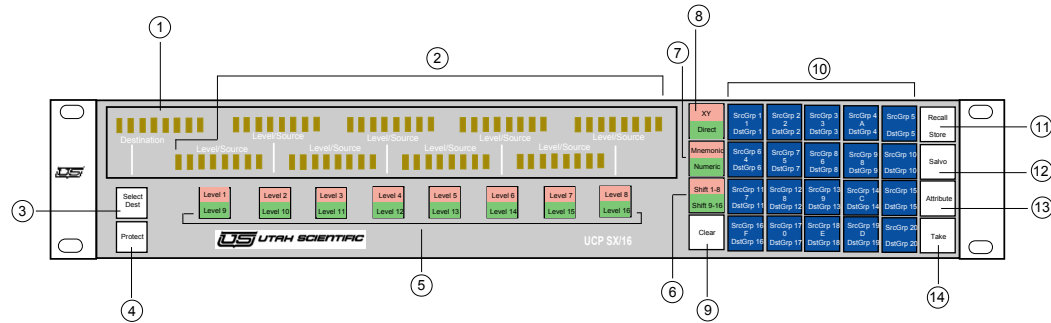 8
1
2
7
10
XY
Direct
SrcGrp 1
1
DstGrp 1
SrcGrp 2
2
DstGrp 2
SrcGrp 3
3
DstGrp 3
SrcGrp 4
A
DstGrp 4
SrcGrp 5
DstGrp 5
Recall
Store
11
Destination
Level/Source
Level/Source
Level/Source
Level/Source
Level/Source
Level/Source
Level/Source
Level/Source
Mnemonic
Numeric
SrcGrp 6
4
DstGrp 6
SrcGrp 7
5
DstGrp 7
SrcGrp 8
6
DstGrp 8
SrcGrp 9
8
DstGrp 9
SrcGrp 10
DstGrp 10
Salvo
12
US
3
Select
Dest
Level 1
Level 9
Level 2
Level 10
Level 3
Level 11
Level 4
Level 12
Level 5
Level 13
Level 6
Level 14
Level 7
Level 15
Level 8
Level 16
Shift 1-8
Shift 9-16
SrcGrp 11
7
DstGrp 11
SrcGrp 12
8
DstGrp 12
SrcGrp 13
9
DstGrp 13
SrcGrp 14
C
DstGrp 14
SrcGrp 15
DstGrp 15
Attribute
13
Protect
US UTAH SCIENTIFIC
UCP SX/16
Clear
SrcGrp 16
F
DstGrp 16
SrcGrp 17
0
DstGrp 17
SrcGrp 18
E
DstGrp 18
SrcGrp 19
D
DstGrp 19
SrcGrp 20
DstGrp 20
Take
4
5
6
9
14